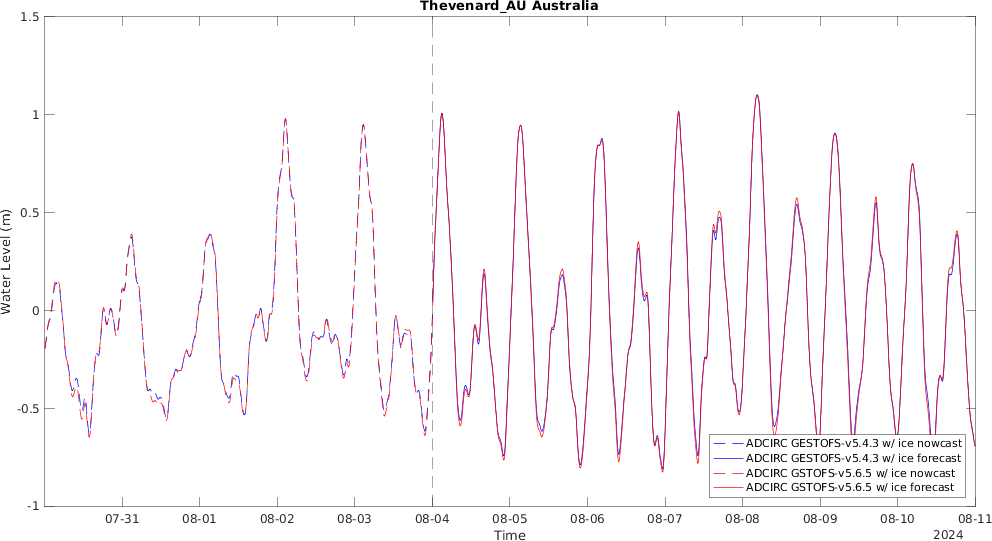 Thevenard_AU Australia
Water Level (m)
1.5
1
0.5
0
-0.5
-1
07-31 08-01 08-02 08-03 08-04 08-05 08-06 08-07 08-08 08-09 08-10 08-11
Time
2024
ADCIRC GESTOFS-v5.4.3 w/ ice nowcast
ADCIRC GESTOFS-v5.4.3 w/ ice forecast
ADCIRC GSTOFS-v5.6.5 w/ ice nowcast
ADCIRC GSTOFS-v5.6.5 w/ ice forecast